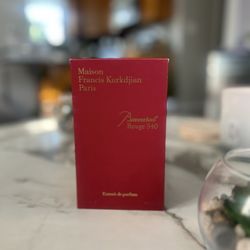 Maison
Francis Kurkdjian
Paris
Baccarat
Rouge 540
Extrait de parfum